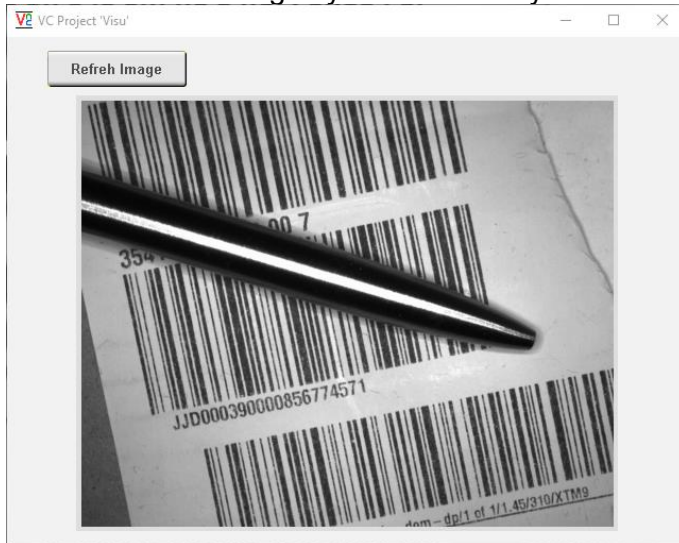 VC Project 'Visu'
Refreh Image
00 7
354
JJD000390000856774571
dom-dp/1 of 1/1.45/310/XTM9